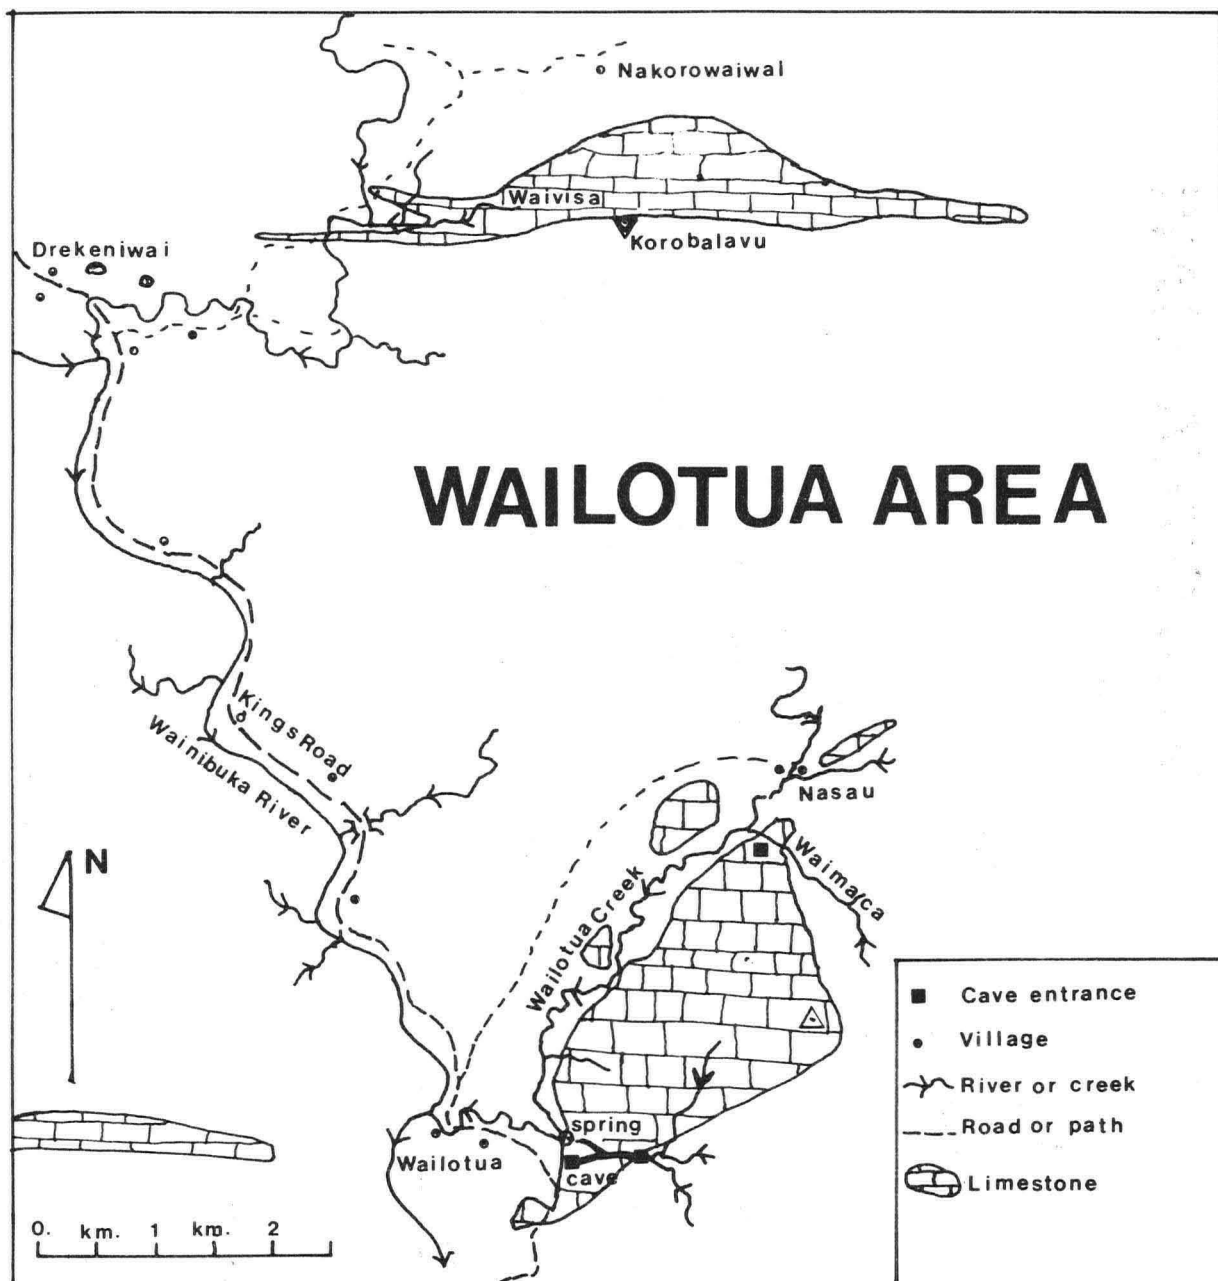 Nakorowaiwai
Waivisa
Korobalavu
Drekeniwai
WAILOTUA AREA
Kings Road
Wainibuka River
Nasau
Waimaca
Wailotua Creek
N
spring
Wailotua
cave
0. km. 1 km. 2
Cave entrance
Village
River or creek
Road or path
Limestone